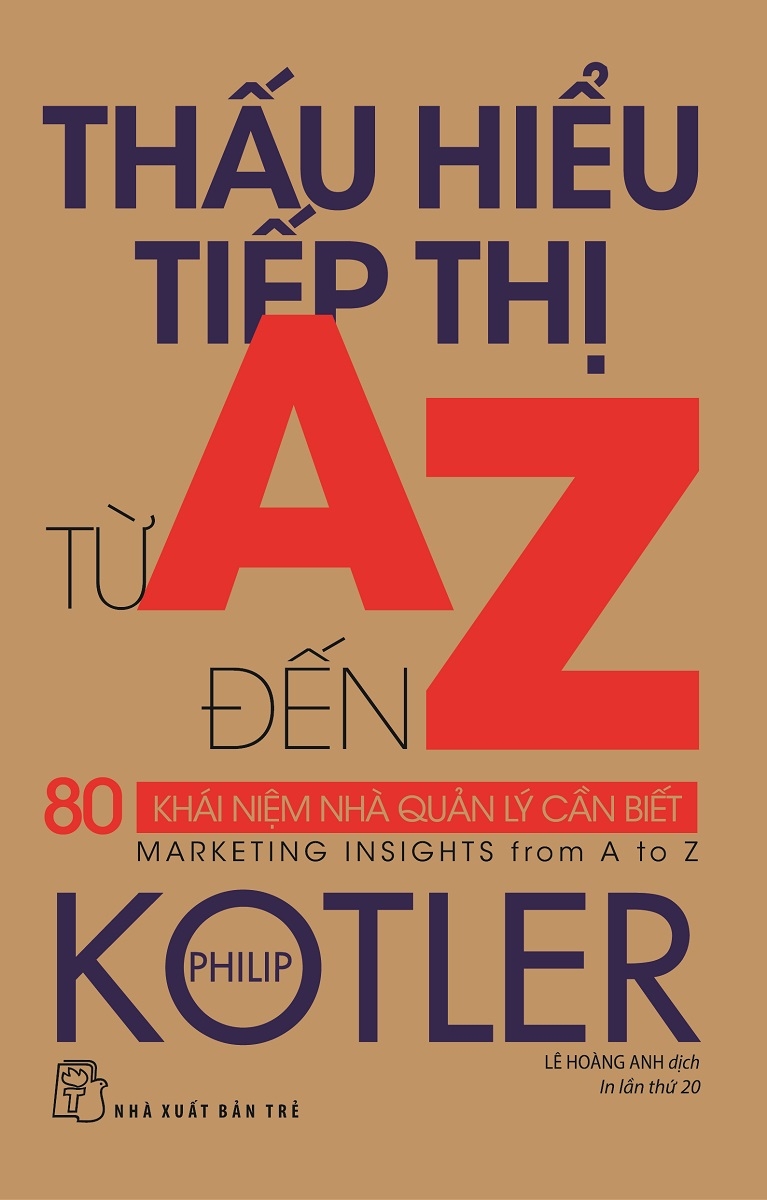 THẤU HIỂU
TIẾP THỊ
TỪ A
ĐẾN Z
80 KHÁI NIỆM NHÀ QUẢN LÝ CẦN BIẾT
MARKETING INSIGHTS from A to Z
PHILIP
KOTLER
LÊ HOÀNG ANH dịch
In lần thứ 20
T
NHÀ XUẤT BẢN TRẺ